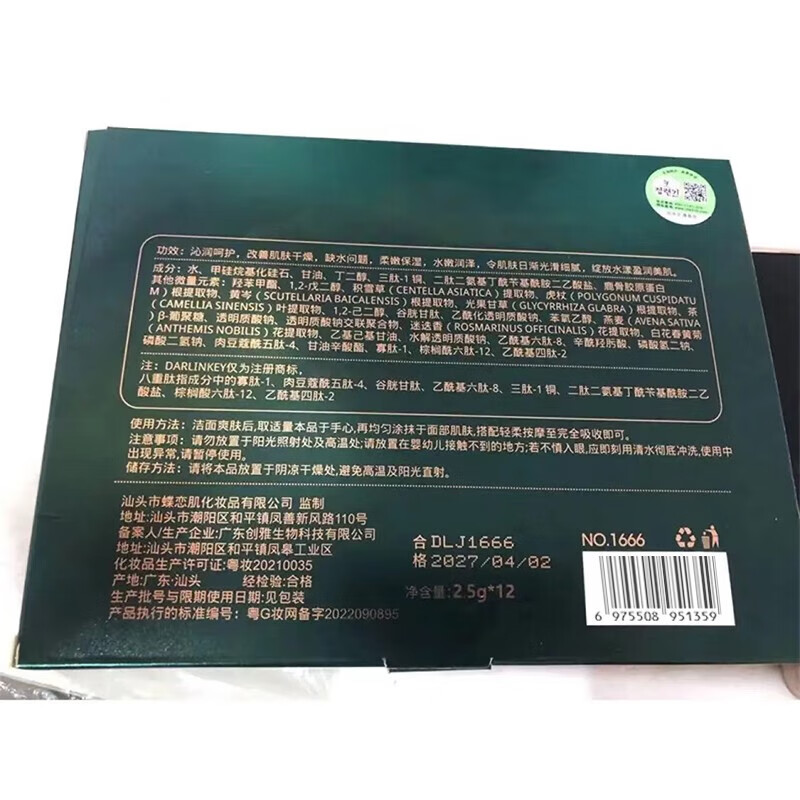 功效：沁润呵护，改善肌肤干燥，缺水问题，柔嫩保湿，水嫩润泽，令肌肤日渐光滑细腻，绽放水漾盈润美肌。
成分：水、甲硅烷基化硅石、甘油、丁二醇、三肽-1铜、二肽二氨基丁酰苄基酰胺二乙酸盐、鹿骨胶原蛋白
其他微量元素：羟苯甲酯、1,2-戊二醇、积雪草（CENTELLA ASIATICA）提取物、虎杖（POLYGONUM CUSPIDATU
M）根提取物、黄芩（SCUTELLARIA BAICALENSIS）根提取物、光果甘草（GLYCYRRHIZA GLABRA）根提取物、茶
（CAMELLIA SINENSIS）叶提取物、1,2-己二醇、谷胱甘肽、乙酰化透明质酸钠、苯氧乙醇、燕麦（AVENA SATIVA
）β-葡聚糖、透明质酸钠、透明质酸钠交联聚合物、迷迭香（ROSMARINUS OFFICINALIS）花提取物、白花春黄菊
（ANTHEMIS NOBILIS）花提取物、乙基己基甘油、水解透明质酸钠、乙酰基六肽-8、辛酰羟肟酸、磷酸氢二钠、
磷酸二氢钠、肉豆蔻酰五肽-4、甘油辛酸酯、寡肽-1、棕榈酰六肽-12、乙酰基四肽-2
注：DARLINKEY仅为注册商标。
八重肽指成分中的寡肽-1、肉豆蔻酰五肽-4、谷胱甘肽、乙酰基六肽-8、三肽-1 铜、二肽二氨基丁酰苄基酰胺二乙
酸盐、棕榈酸六肽-12、乙酰基四肽-2
使用方法：洁面爽肤后,取适量本品于手心,再均匀涂抹于面部肌肤,搭配轻柔按摩至完全吸收即可。
注意事项：请勿放置于阳光照射处及高温处;请放置在婴幼儿接触不到的地方;若不慎入眼,应即刻用清水彻底冲洗,使用中
出现异常,请暂停使用。
储存方法：请将本品放置于阴凉干燥处,避免高温及阳光直射。
汕头市蝶恋肌化妆品有限公司 监制
地址:汕头市潮阳区和平镇凤善新风路110号
备案人/生产企业:广东创雅生物科技有限公司
地址:汕头市潮阳区和平镇凤皋工业区
化妆品生产许可证:粤妆20210035
产地:广东·汕头 经检验:合格
生产批号与限期使用日期:见包装
产品执行的标准编号：粤G妆网备字2022090895
合 DLJ1666
格 2027/04/02
净含量:2.5g*12
NO.1666
6 975508 951359